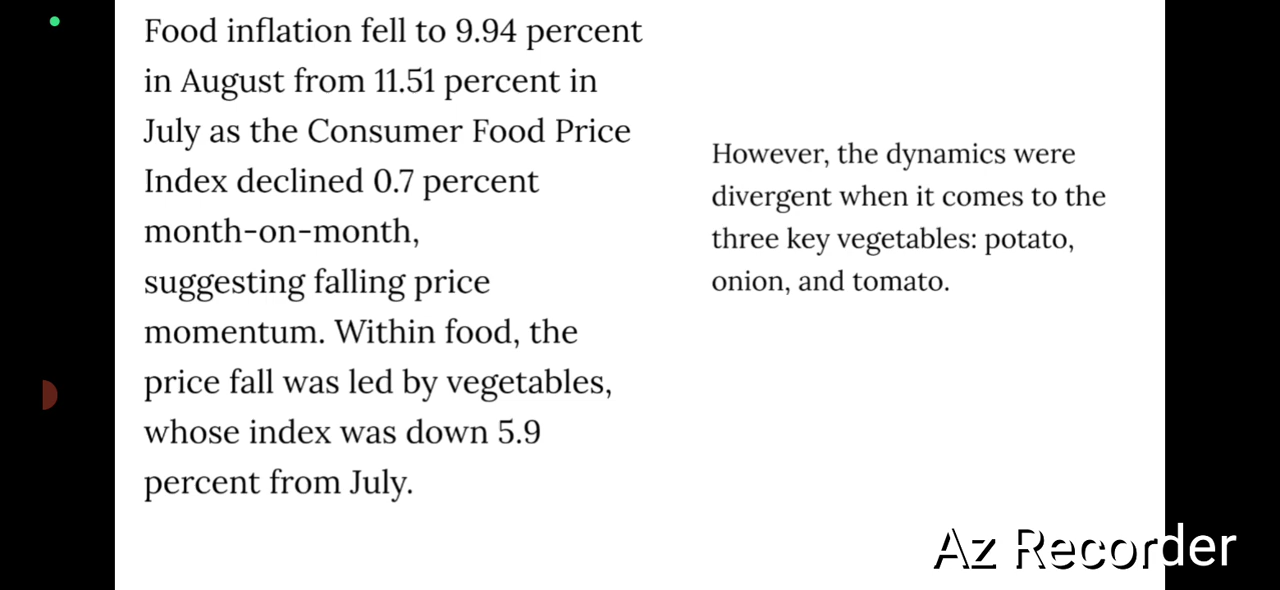 Food inflation fell to 9.94 percent
in August from 11.51 percent in
July as the Consumer Food Price
Index declined 0.7 percent
month-on-month,
suggesting falling price
momentum. Within food, the
price fall was led by vegetables,
whose index was down 5.9
percent from July.
However, the dynamics were
divergent when it comes to the
three key vegetables: potato,
onion, and tomato.
Az Recorder